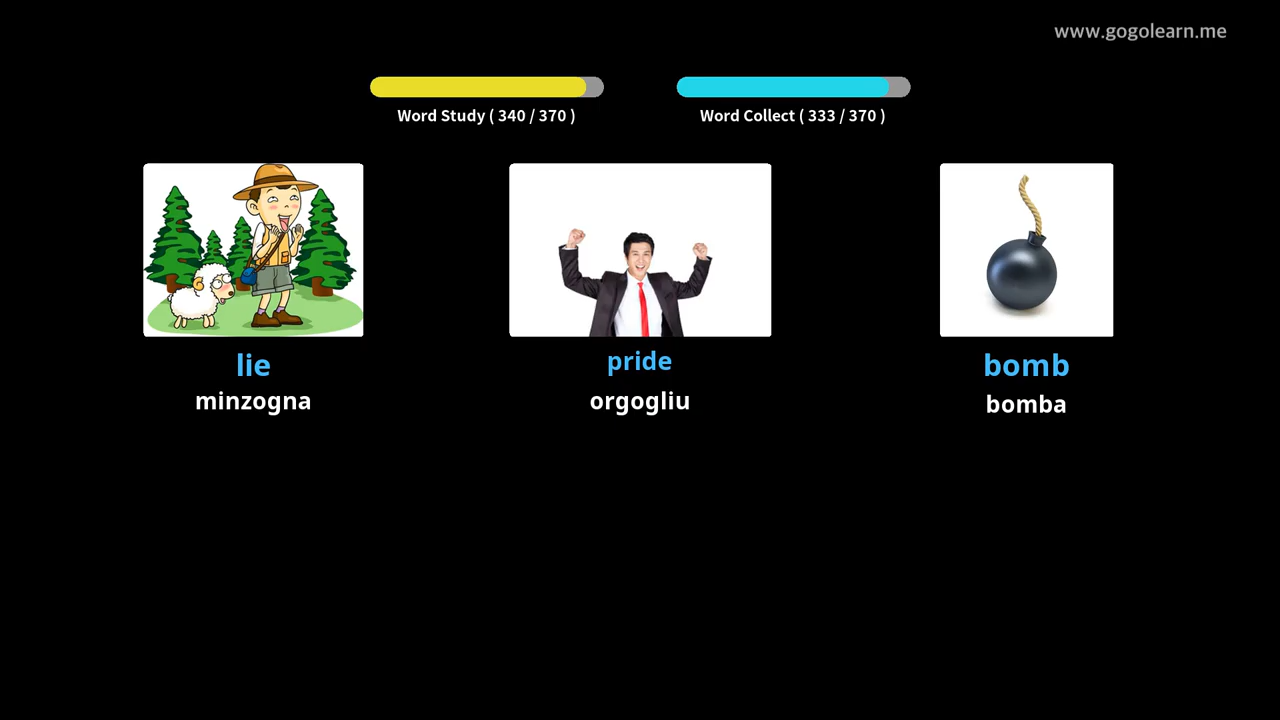 www.gogolearn.me
Word Study ( 340 / 370 )
Word Collect ( 333 / 370 )
lie
minzogna
pride
orgogliu
bomb
bomba